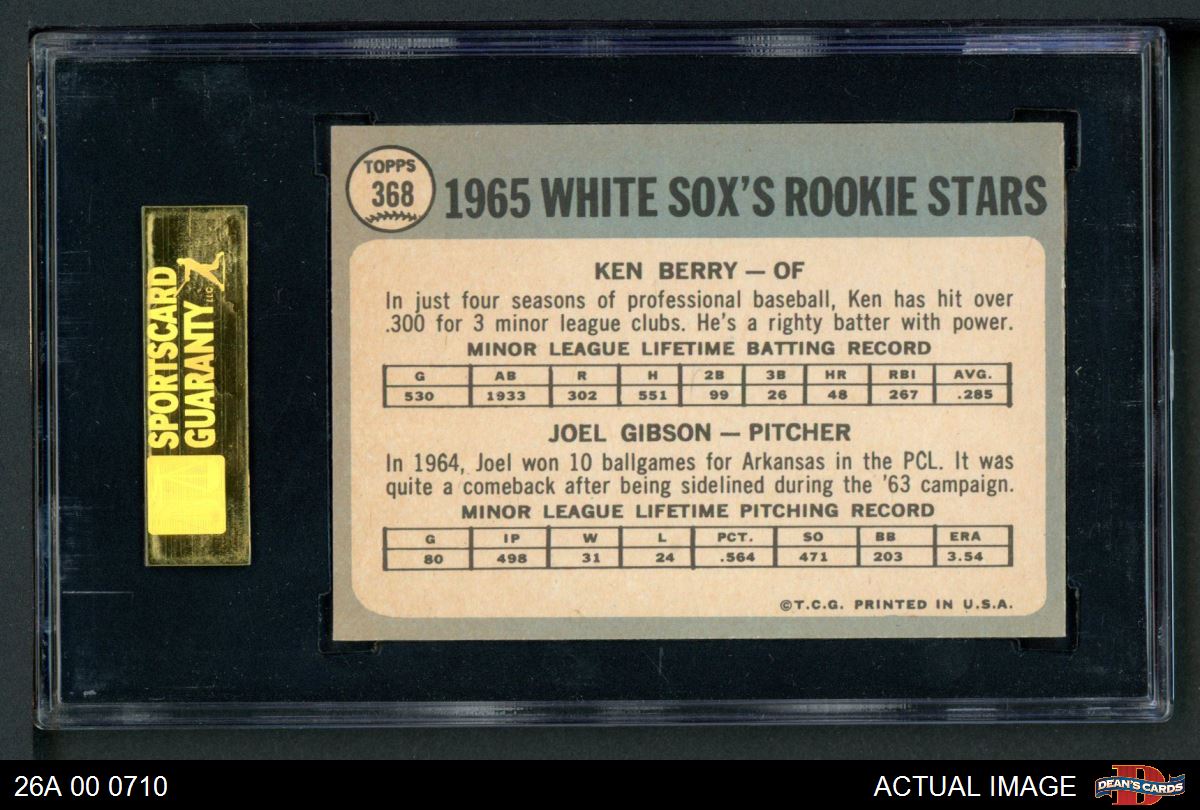 TOPPS
368
1965 WHITE SOX'S ROOKIE STARS
KEN BERRY — OF
In just four seasons of professional baseball, Ken has hit over
.300 for 3 minor league clubs. He's a righty batter with power.
MINOR LEAGUE LIFETIME BATTING RECORD
G AB R H 2B 3B HR RBI AVG.
530 1933 302 551 99 26 48 267 .285
JOEL GIBSON — PITCHER
In 1964, Joel won 10 ballgames for Arkansas in the PCL. It was
quite a comeback after being sidelined during the '63 campaign.
MINOR LEAGUE LIFETIME PITCHING RECORD
G IP W L PCT. SO BB ERA
80 498 31 24 .564 471 203 3.54
©T.C.G. PRINTED IN U.S.A.
SPORTSCARD
GUARANTY LLC
26A 00 0710
ACTUAL IMAGE
D
DEAN'S CARDS